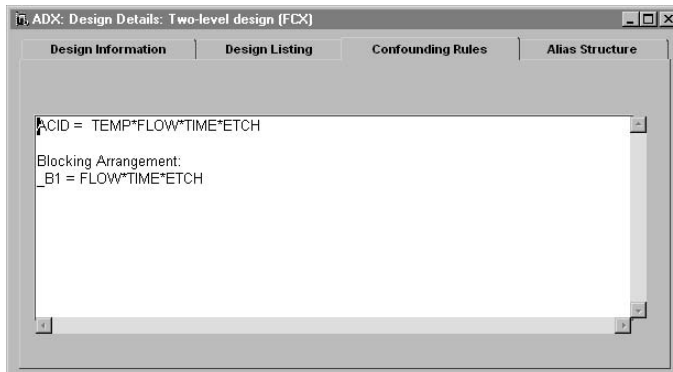 ADX: Design Details: Two-level design (FCX)
Design Information
Design Listing
Confounding Rules
Alias Structure
ACID = TEMP*FLOW*TIME*ETCH
Blocking Arrangement:
_B1 = FLOW*TIME*ETCH